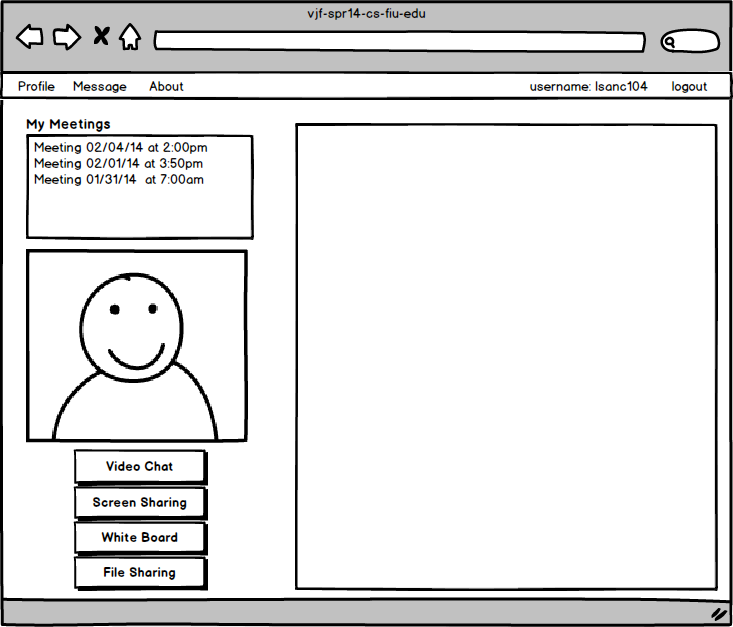 vjf-spr14-cs-fiu-edu
Profile Message About username: lsanc104 logout
My Meetings
Meeting 02/04/14 at 2:00pm
Meeting 02/01/14 at 3:50pm
Meeting 01/31/14 at 7:00am
Video Chat
Screen Sharing
White Board
File Sharing